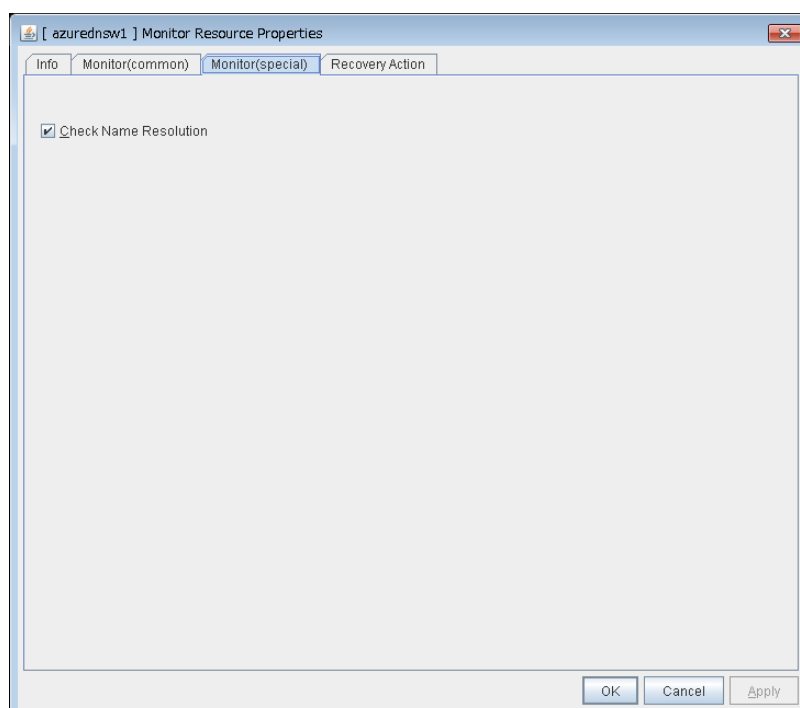 [ azurednsw1 ] Monitor Resource Properties
Info Monitor(common) Monitor(special) Recovery Action
Check Name Resolution
OK Cancel Apply